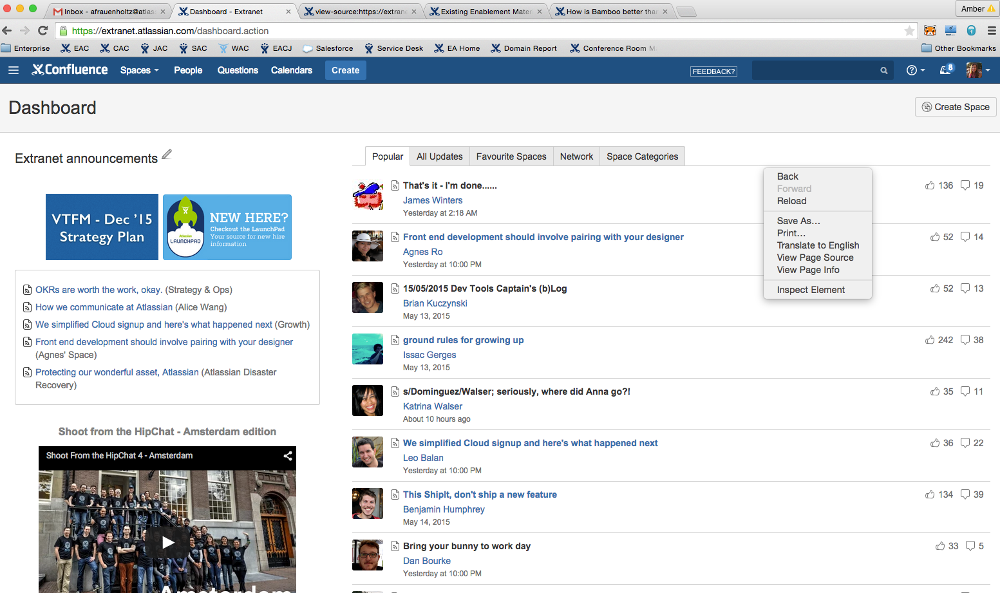 Inbox - afrauenholtz@atlas
Dashboard - Extranet
view-source:https://extran
Existing Enablement Mater
How is Bamboo better tha
Amber
https://extranet.atlassian.com/dashboard.action
Enterprise
EAC
CAC
JAC
SAC
WAC
EACJ
Salesforce
Service Desk
EA Home
Domain Report
Conference Room M
Other Bookmarks
Confluence
Spaces
People
Questions
Calendars
Create
FEEDBACK?
8
Dashboard
Create Space
Extranet announcements
VTFM - Dec '15
Strategy Plan
Atlassian
LAUNCHPAD
NEW HERE?
Checkout the LaunchPad
Your source for new hire
information
OKRs are worth the work, okay. (Strategy & Ops)
How we communicate at Atlassian (Alice Wang)
We simplified Cloud signup and here's what happened next (Growth)
Front end development should involve pairing with your designer
(Agnes' Space)
Protecting our wonderful asset, Atlassian (Atlassian Disaster
Recovery)
Shoot from the HipChat - Amsterdam edition
Shoot From the HipChat 4 - Amsterdam
Amsterdam
Popular
All Updates
Favourite Spaces
Network
Space Categories
That's it - I'm done......
James Winters
Yesterday at 2:18 AM
136
19
Front end development should involve pairing with your designer
Agnes Ro
Yesterday at 10:00 PM
52
14
15/05/2015 Dev Tools Captain's (b)Log
Brian Kuczynski
May 13, 2015
52
13
ground rules for growing up
Issac Gerges
May 13, 2015
242
38
s/Dominguez/Walser; seriously, where did Anna go?!
Katrina Walser
About 10 hours ago
35
11
We simplified Cloud signup and here's what happened next
Leo Balan
Yesterday at 10:00 PM
36
22
This ShipIt, don't ship a new feature
Benjamin Humphrey
May 14, 2015
134
39
Bring your bunny to work day
Dan Bourke
Yesterday at 10:00 PM
33
5
Back
Forward
Reload
Save As...
Print...
Translate to English
View Page Source
View Page Info
Inspect Element